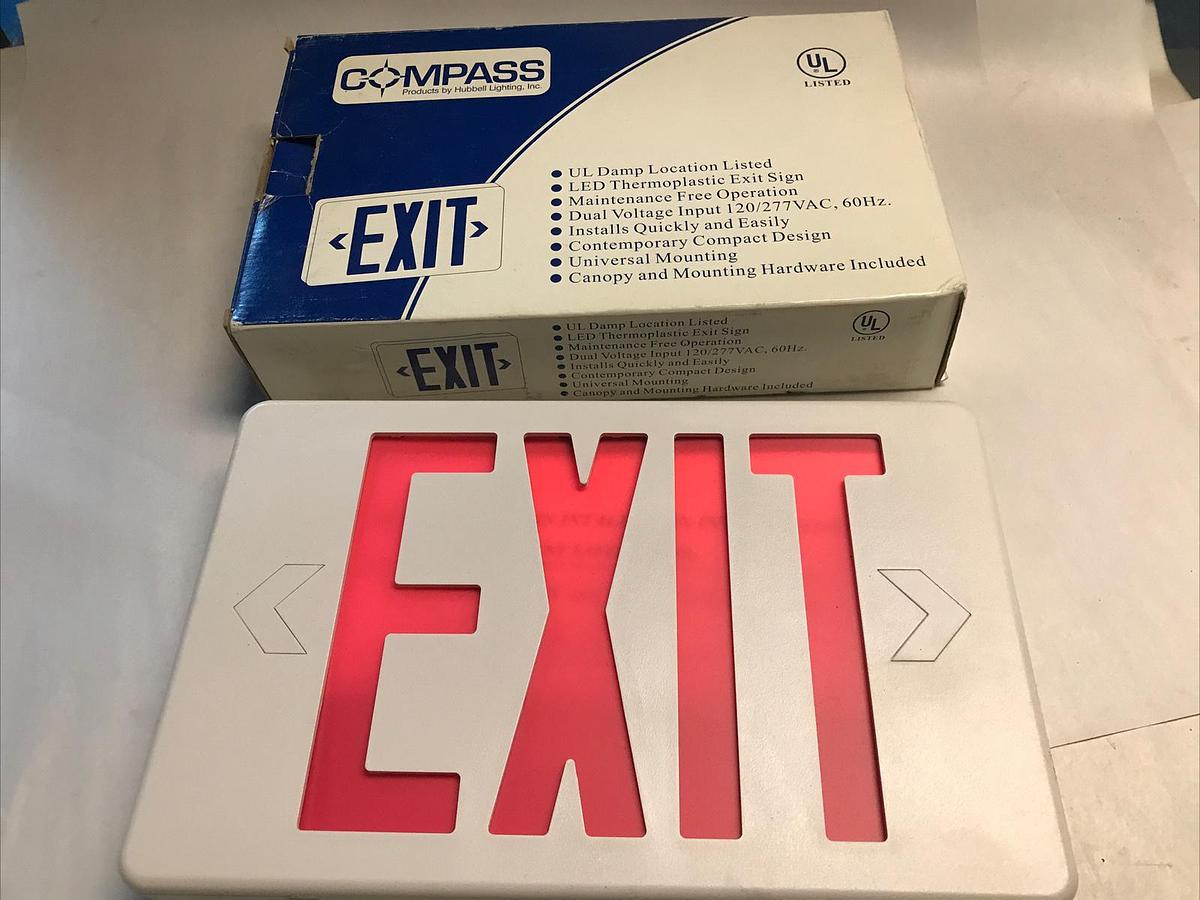 COMPASS
Products by Hubbell Lighting, Inc.
UL
®
LISTED
● UL Damp Location Listed
● LED Thermoplastic Exit Sign
● Maintenance Free Operation
● Dual Voltage Input 120/277VAC, 60Hz.
● Installs Quickly and Easily
● Contemporary Compact Design
● Universal Mounting
● Canopy and Mounting Hardware Included
EXIT
● UL Damp Location Listed
● LED Thermoplastic Exit Sign
● Maintenance Free Operation
● Dual Voltage Input 120/277VAC, 60Hz.
● Installs Quickly and Easily
● Contemporary Compact Design
● Universal Mounting
● Canopy and Mounting Hardware Included
EXIT
UL
LISTED
EXIT